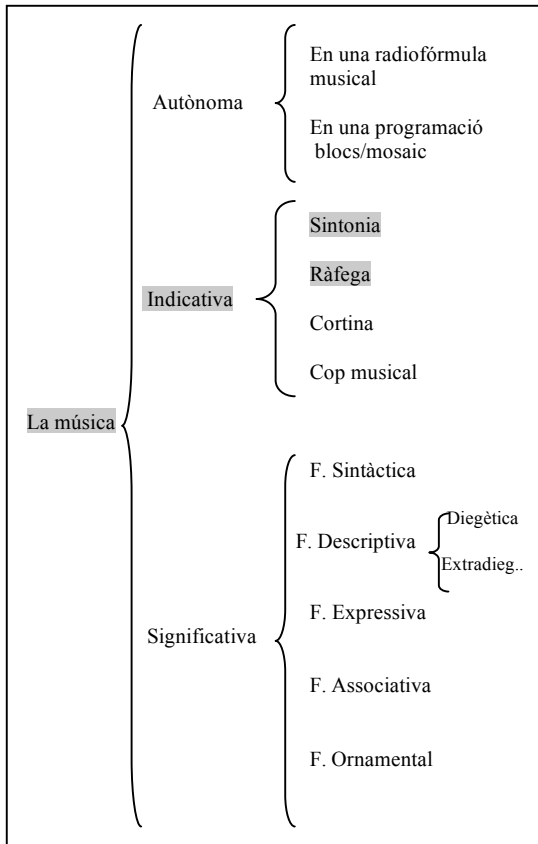 En una radiofórmula
musical
Autònoma
En una programació
blocs/mosaic
Sintonia
Ràfega
Indicativa
Cortina
Cop musical
La música
F. Sintàctica
Diegètica
F. Descriptiva
Extradieg..
F. Expressiva
Significativa
F. Associativa
F. Ornamental